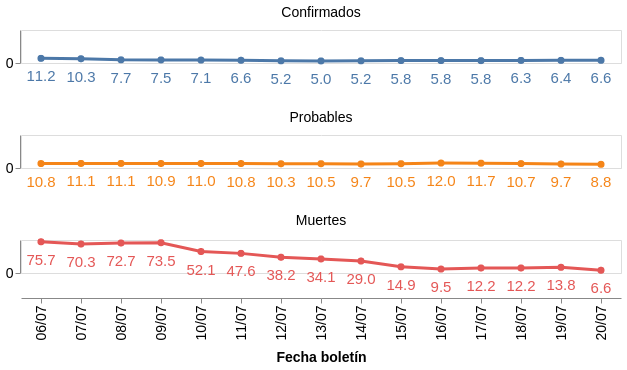 Confirmados
0
11.2 10.3 7.7 7.5 7.1 6.6 5.2 5.0 5.2 5.8 5.8 5.8 6.3 6.4 6.6
Probables
0
10.8 11.1 11.1 10.9 11.0 10.8 10.3 10.5 9.7 10.5 12.0 11.7 10.7 9.7 8.8
Muertes
0
75.7 70.3 72.7 73.5 52.1 47.6 38.2 34.1 29.0 14.9 9.5 12.2 12.2 13.8 6.6
06/07 07/07 08/07 09/07 10/07 11/07 12/07 13/07 14/07 15/07 16/07 17/07 18/07 19/07 20/07
Fecha boletín